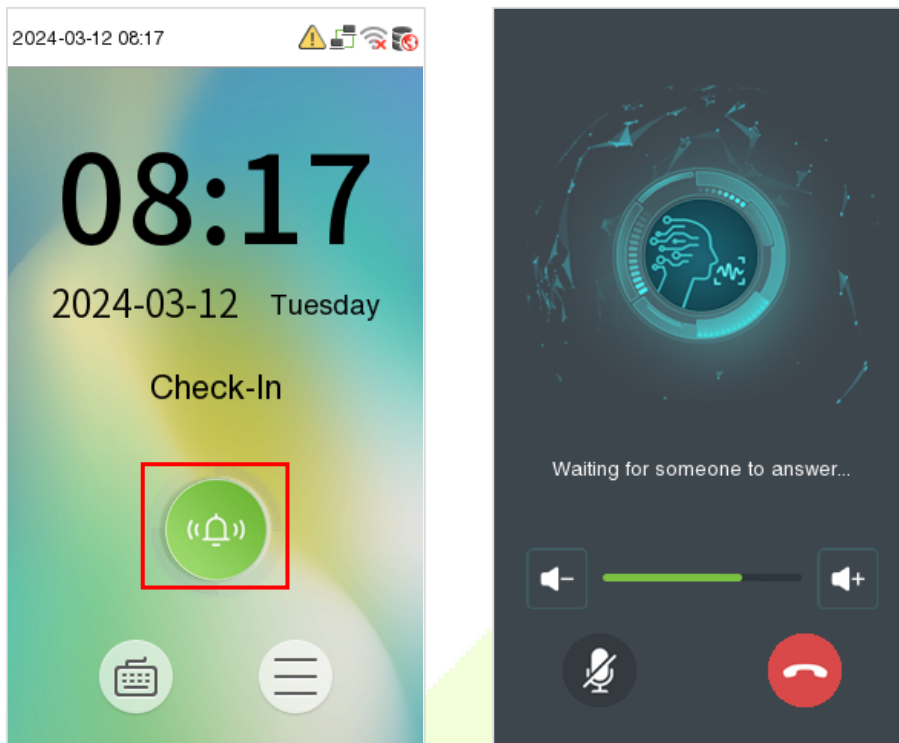 2024-03-12 08:17
08:17
2024-03-12 Tuesday
Check-In
Waiting for someone to answer...